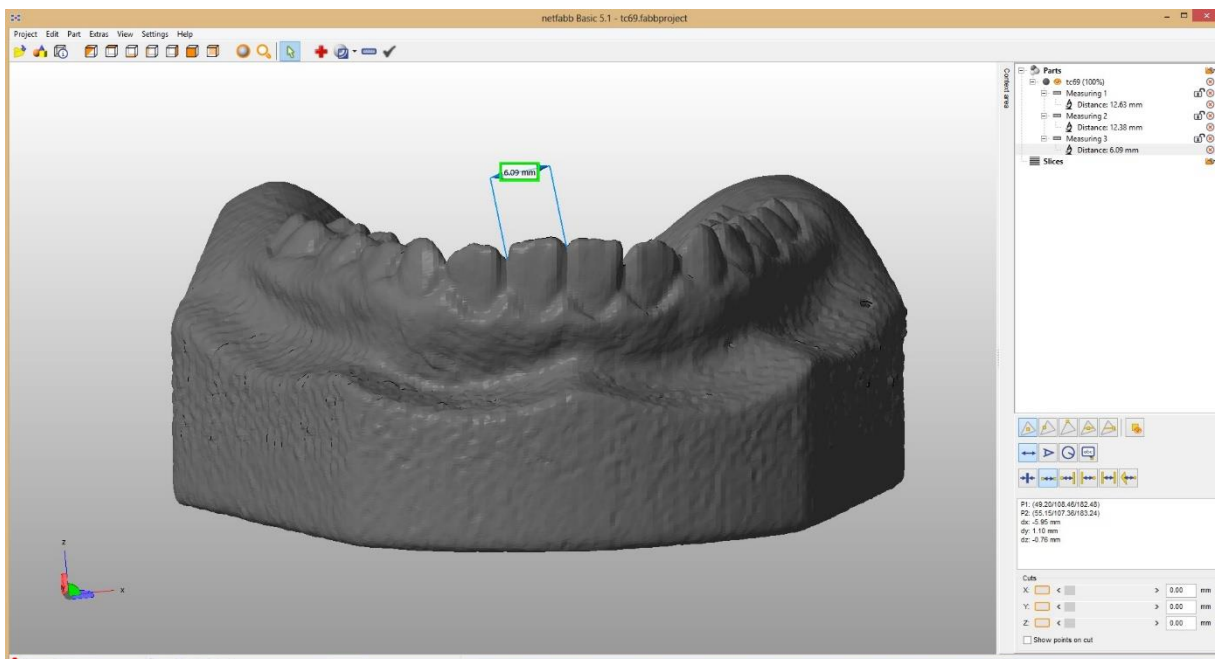 netfabb Basic 5.1 - tc69.fabbproject
Project Edit Part Extras View Settings Help
Context area
Parts
tc69 (100%)
Measuring 1
Distance: 12.63 mm
Measuring 2
Distance: 12.38 mm
Measuring 3
Distance: 6.09 mm
Slices
6.09 mm
z
x
P1: (49.20/108.46/182.48)
P2: (55.15/107.36/183.24)
dx: -5.95 mm
dy: 1.10 mm
dz: -0.76 mm
Cuts
X: < > 0.00 mm
Y: < > 0.00 mm
Z: < > 0.00 mm
Show points on cut